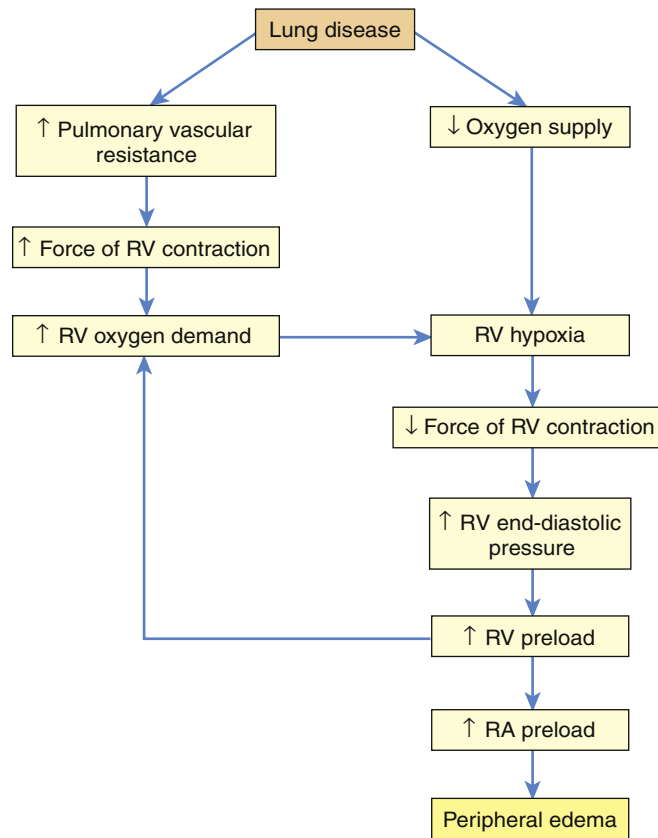 Lung disease
↑ Pulmonary vascular
resistance
↓ Oxygen supply
↑ Force of RV contraction
↑ RV oxygen demand
RV hypoxia
↓ Force of RV contraction
↑ RV end-diastolic
pressure
↑ RV preload
↑ RA preload
Peripheral edema